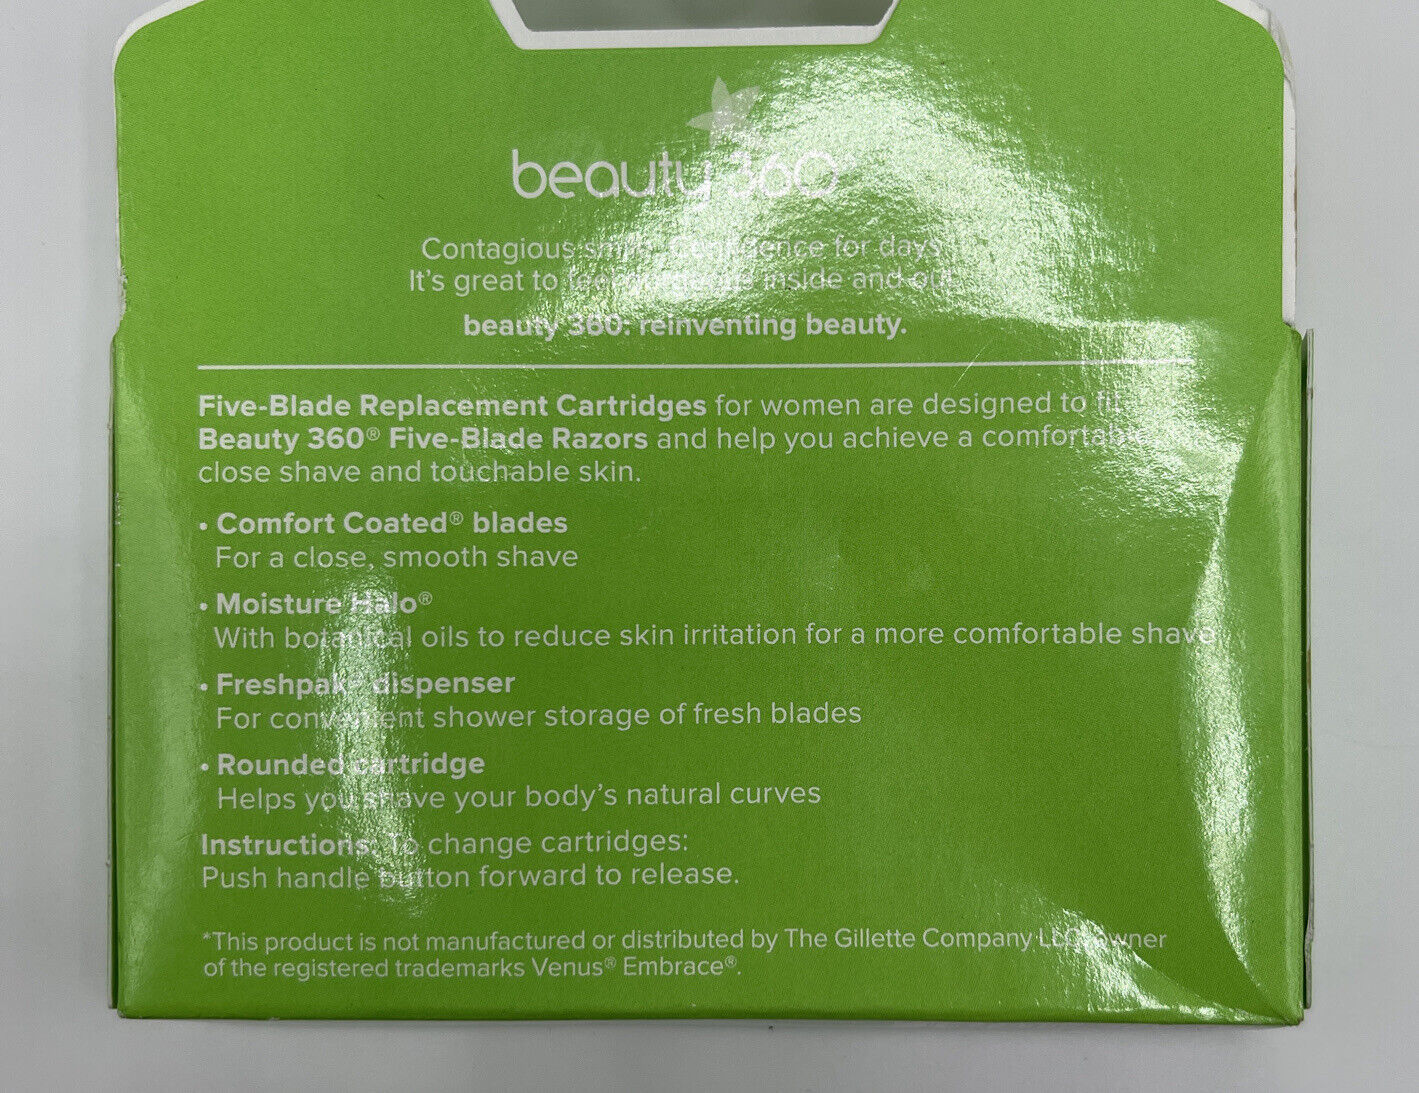 beauty 360®
Contagious smile. Confidence for days.
It's great to feel gorgeous inside and out.
beauty 360: reinventing beauty.
Five-Blade Replacement Cartridges for women are designed to fit
Beauty 360® Five-Blade Razors and help you achieve a comfortable,
close shave and touchable skin.
• Comfort Coated® blades
For a close, smooth shave
• Moisture Halo®
With botanical oils to reduce skin irritation for a more comfortable shave
• Freshpak® dispenser
For convenient shower storage of fresh blades
• Rounded cartridge
Helps you shave your body's natural curves
Instructions: To change cartridges:
Push handle button forward to release.
*This product is not manufactured or distributed by The Gillette Company LLC, owner
of the registered trademarks Venus® Embrace®.